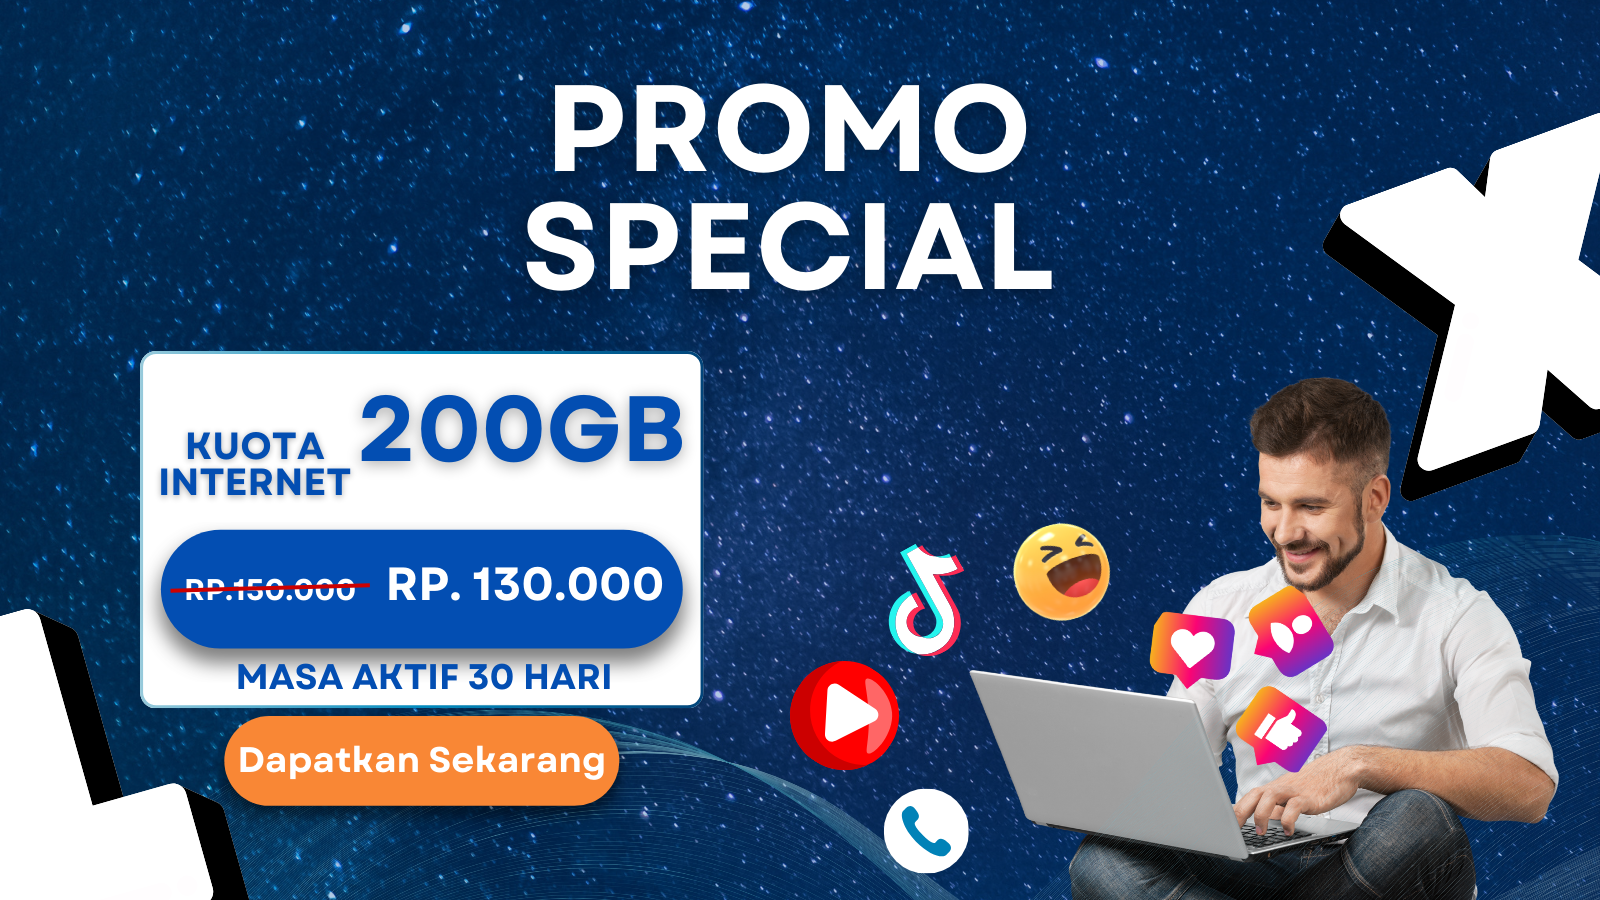 PROMO
SPECIAL
KUOTA
INTERNET
200GB
RP.150.000 RP. 130.000
MASA AKTIF 30 HARI
Dapatkan Sekarang